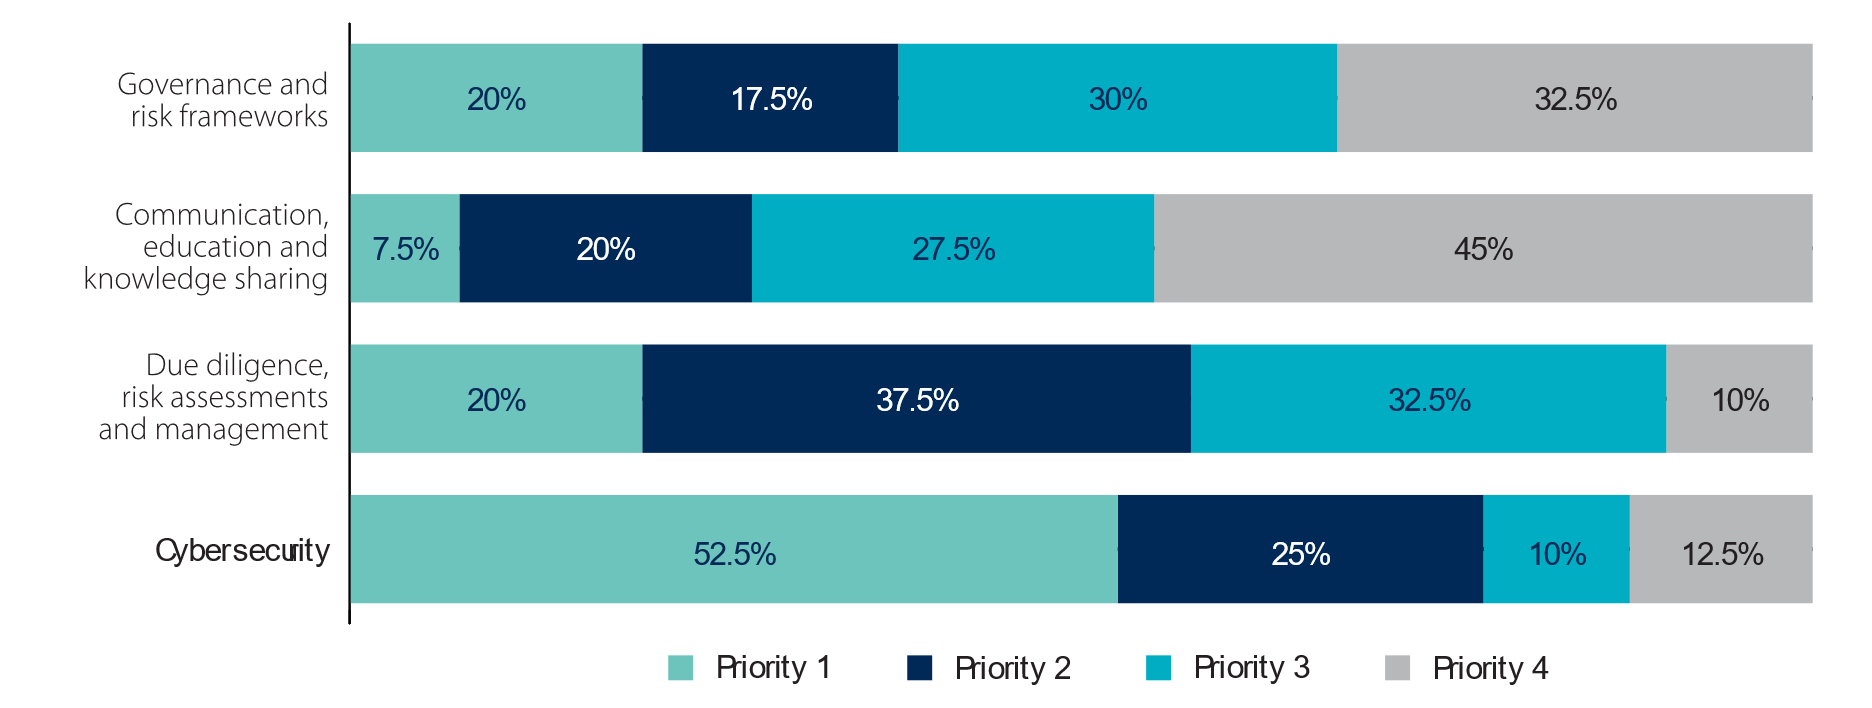 Governance and
risk frameworks
20% 17.5% 30% 32.5%
Communication,
education and
knowledge sharing
7.5% 20% 27.5% 45%
Due diligence,
risk assessments
and management
20% 37.5% 32.5% 10%
Cybersecurity
52.5% 25% 10% 12.5%
Priority 1 Priority 2 Priority 3 Priority 4